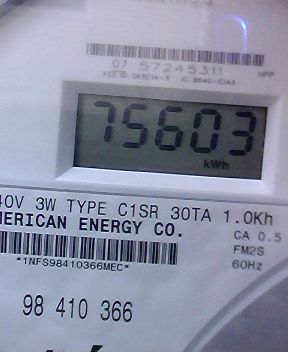 07 57245311
75603
kWh
40V 3W TYPE C1SR 30TA 1.0Kh
MERICAN ENERGY CO.
CA 0.5
FM2S
60Hz
*1NFS98410366MEC*
98 410 366